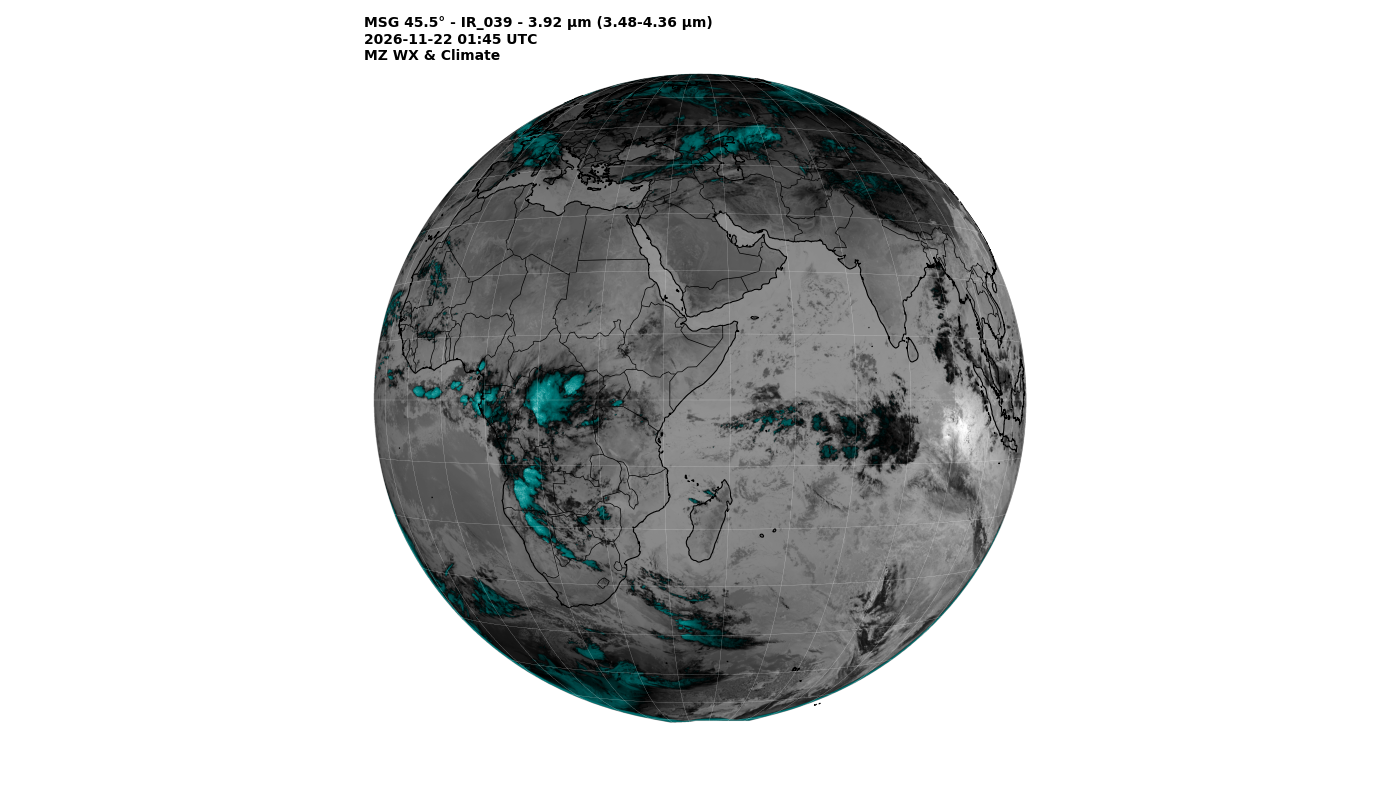 MSG 45.5° - IR_039 - 3.92 μm (3.48-4.36 μm)
2026-11-22 01:45 UTC
MZ WX & Climate